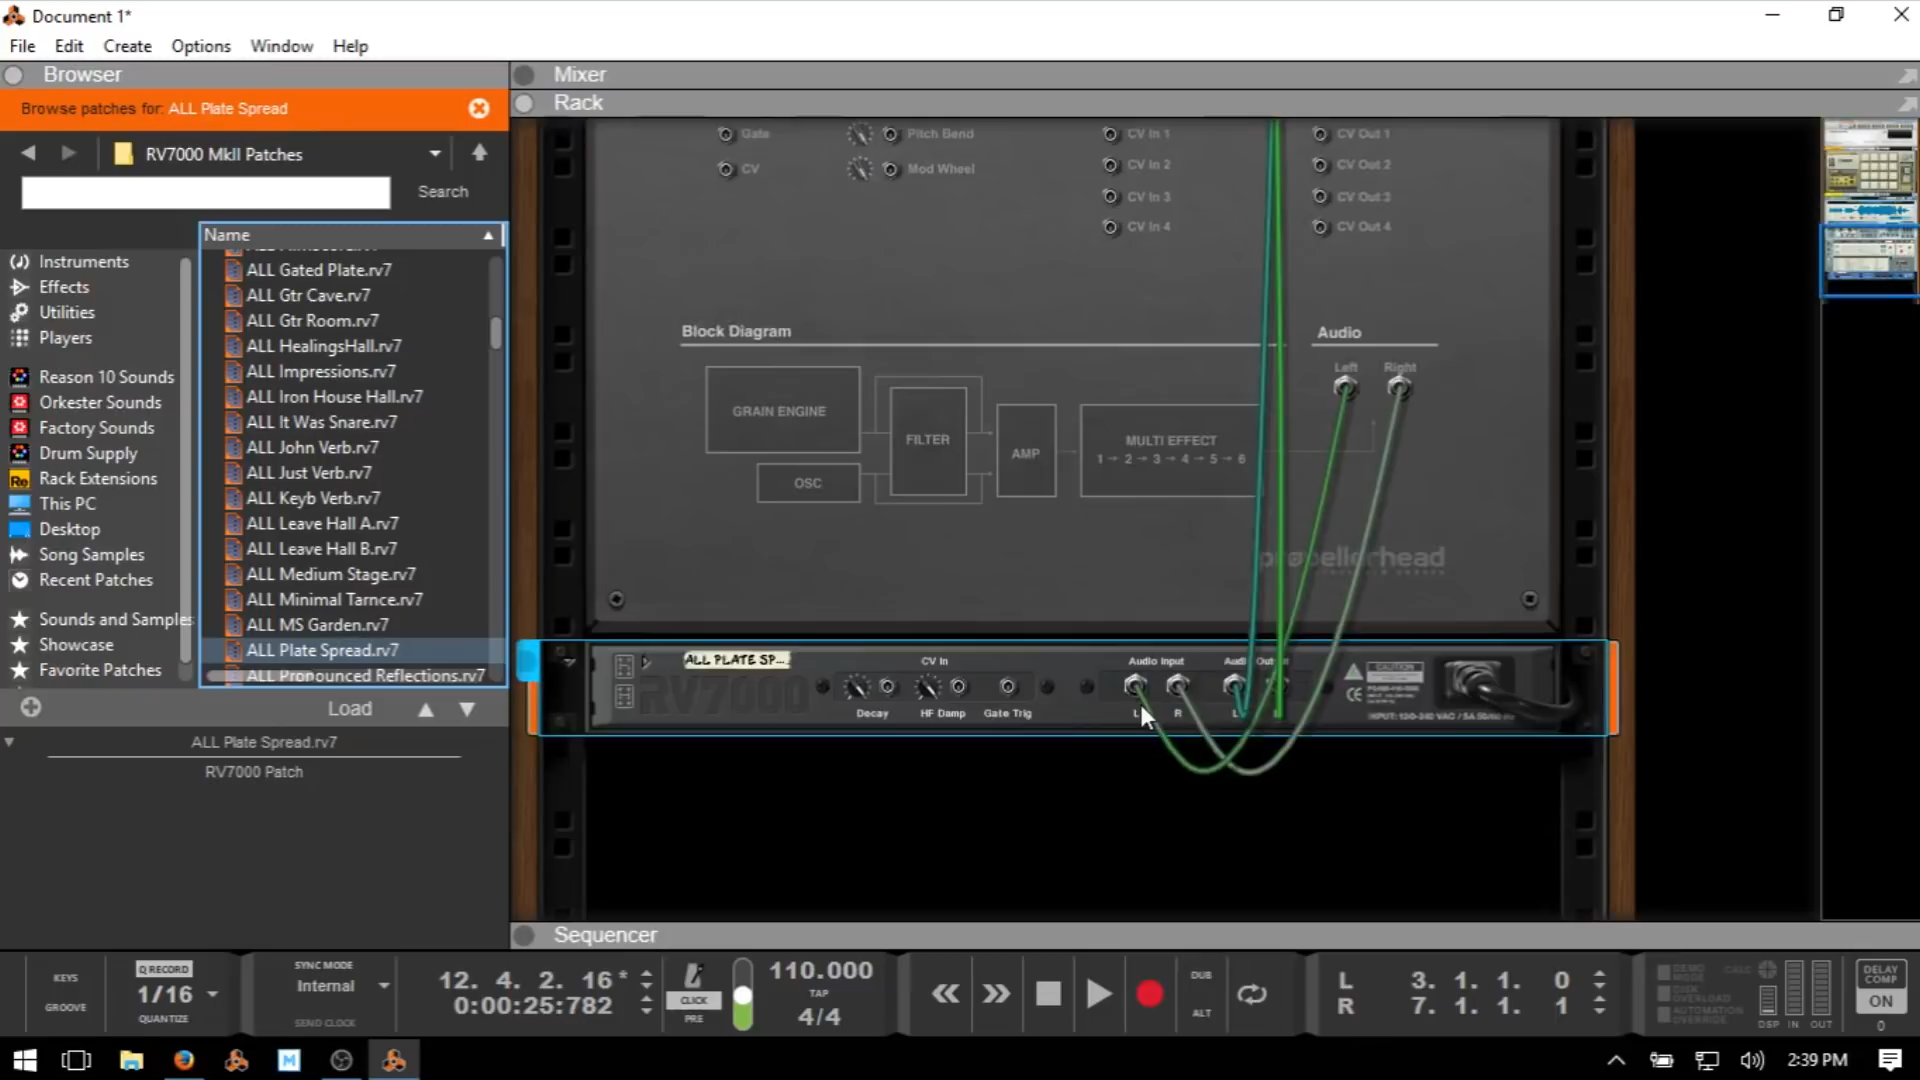 Document 1*
File Edit Create Options Window Help
Browser
Browse patches for: ALL Plate Spread
RV7000 MkII Patches
Search
Name
Instruments
Effects
Utilities
Players
Reason 10 Sounds
Orkester Sounds
Factory Sounds
Drum Supply
Rack Extensions
This PC
Desktop
Song Samples
Recent Patches
Sounds and Samples
Showcase
Favorite Patches
ALL Gated Plate.rv7
ALL Gtr Cave.rv7
ALL Gtr Room.rv7
ALL HealingsHall.rv7
ALL Impressions.rv7
ALL Iron House Hall.rv7
ALL It Was Snare.rv7
ALL John Verb.rv7
ALL Just Verb.rv7
ALL Keyb Verb.rv7
ALL Leave Hall A.rv7
ALL Leave Hall B.rv7
ALL Medium Stage.rv7
ALL Minimal Tarnce.rv7
ALL MS Garden.rv7
ALL Plate Spread.rv7
ALL Pronounced Reflections.rv7
Load
ALL Plate Spread.rv7
RV7000 Patch
Mixer
Rack
Gate Pitch Bend CV In 1 CV Out 1
CV Mod Wheel CV In 2 CV Out 2
CV In 3 CV Out 3
CV In 4 CV Out 4
Block Diagram Audio
Left Right
GRAIN ENGINE
FILTER
MULTI EFFECT
AMP
1 → 2 → 3 → 4 → 5 → 6
OSC
propellerhead
ALL PLATE SP...
CV In Audio Input
CAUTION
RV7000
Decay HF Damp Gate Trig L R L
Sequencer
KEYS
GROOVE
Q RECORD
1/16
QUANTIZE
SYNC MODE
Internal
SEND CLOCK
12. 4. 2. 16 *
0:00:25:782
CLICK
PRE
110.000
TAP
4/4
DUB
ALT
L 3. 1. 1. 0
R 7. 1. 1. 1
DEMO MODE
CALC
DISK OVERLOAD
AUTOMATION OVERRIDE
DSP IN OUT
DELAY COMP
ON
0
2:39 PM